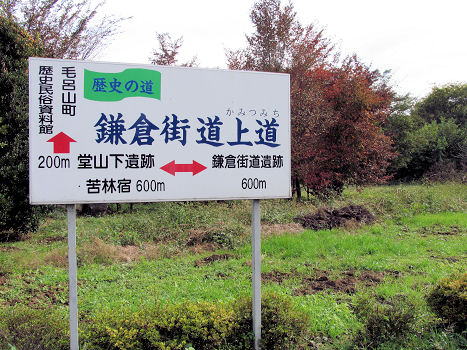 毛呂山町
歴史民俗資料館
200m
歴史の道
かみつみち
鎌倉街道上道
堂山下遺跡
・苦林宿 600m
鎌倉街道遺跡
600m